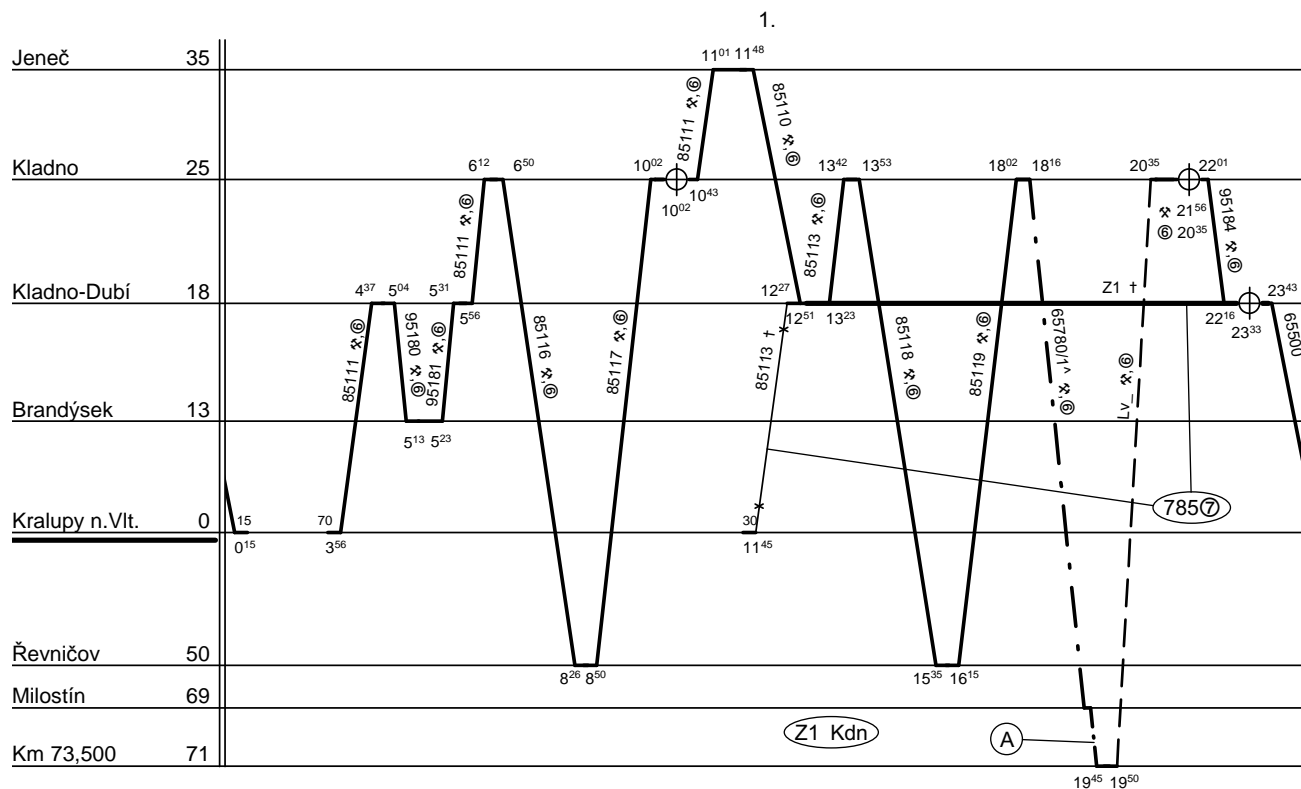 1.
Jeneč 35
11⁰¹ 11⁴⁸
85111 ⚒,⑥
85110 ⚒,⑥
Kladno 25
6¹² 6⁵⁰ 10⁰² 13⁴² 13⁵³ 18⁰² 18¹⁶ 20³⁵ 22⁰¹
10⁰² 10⁴³
⚒ 21⁵⁶
⑥ 20³⁵
85111 ⚒,⑥
85113 ⚒,⑥
95184 ⚒,⑥
Kladno-Dubí 18
4³⁷ 5⁰⁴ 5³¹ 12²⁷ Z1 † 23⁴³
5⁵⁶ 12⁵¹ 13²³ 22¹⁶
23³³
85111 ⚒,⑥
95180 ⚒,⑥
95181 ⚒,⑥
85116 ⚒,⑥
85117 ⚒,⑥
85113 †
85118 ⚒,⑥
85119 ⚒,⑥
65780/1^ ⚒,⑥
Lv_ ⚒,⑥
65500
Brandýsek 13
5¹³ 5²³
785⑦
Kralupy n.Vlt. 0
15 70 30
0¹⁵ 3⁵⁶ 11⁴⁵
Řevničov 50
8²⁶ 8⁵⁰ 15³⁵ 16¹⁵
Milostín 69
Z1 Kdn
A
Km 73,500 71
19⁴⁵ 19⁵⁰